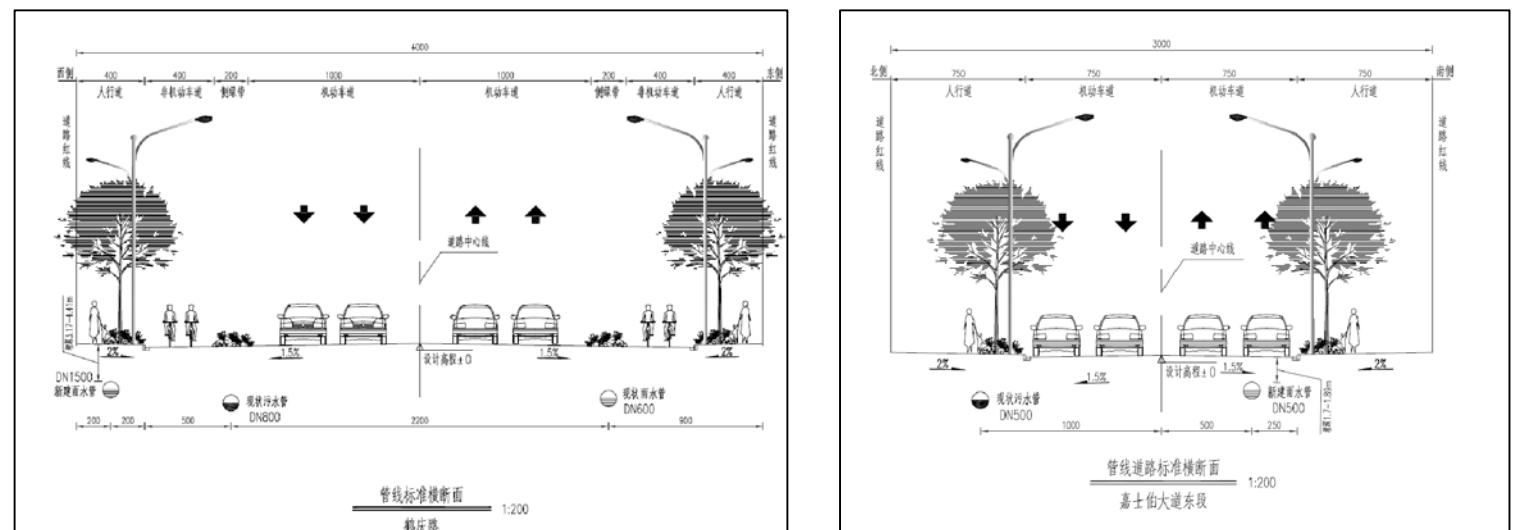 4000
西侧
400
400
200
1000
1000
200
400
400
东侧
人行道
非机动车道
侧绿带
机动车道
机动车道
侧绿带
非机动车道
人行道
道路红线
道路红线
道路中心线
2%
1.5%
设计高程±0
1.5%
2%
DN1500
新建雨水管
现状污水管
DN800
现状雨水管
DN600
200
200
500
2200
900
管线标准横断面
1:200
鹤庄路
3000
北侧
750
750
750
750
南侧
人行道
机动车道
机动车道
人行道
道路红线
道路红线
道路中心线
2%
1.5%
设计高程±0
1.5%
2%
现状污水管
DN500
新建雨水管
DN500
埋深1.7-1.89m
1000
500
250
管线道路标准横断面
1:200
嘉士伯大道东段